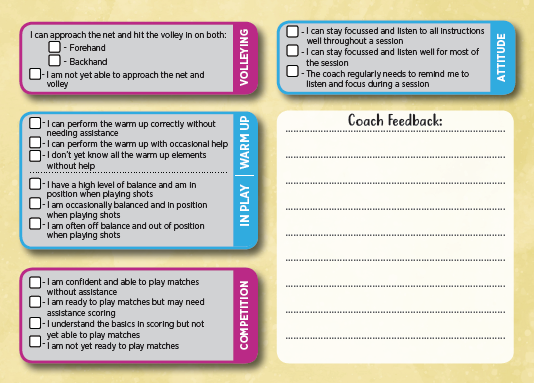 I can approach the net and hit the volley in on both:
- Forehand
- Backhand
- I am not yet able to approach the net and
volley
VOLLEYING
- I can perform the warm up correctly without
needing assistance
- I can perform the warm up with occasional help
- I don't yet know all the warm up elements
without help
WARM UP
- I have a high level of balance and am in
position when playing shots
- I am occasionally balanced and in position
when playing shots
- I am often off balance and out of position
when playing shots
IN PLAY
- I am confident and able to play matches
without assistance
- I am ready to play matches but may need
assistance scoring
- I understand the basics in scoring but not
yet able to play matches
- I am not yet ready to play matches
COMPETITION
- I can stay focussed and listen to all instructions
well throughout a session
- I can stay focussed and listen well for most of
the session
- The coach regularly needs to remind me to
listen and focus during a session
ATTITUDE
Coach Feedback: